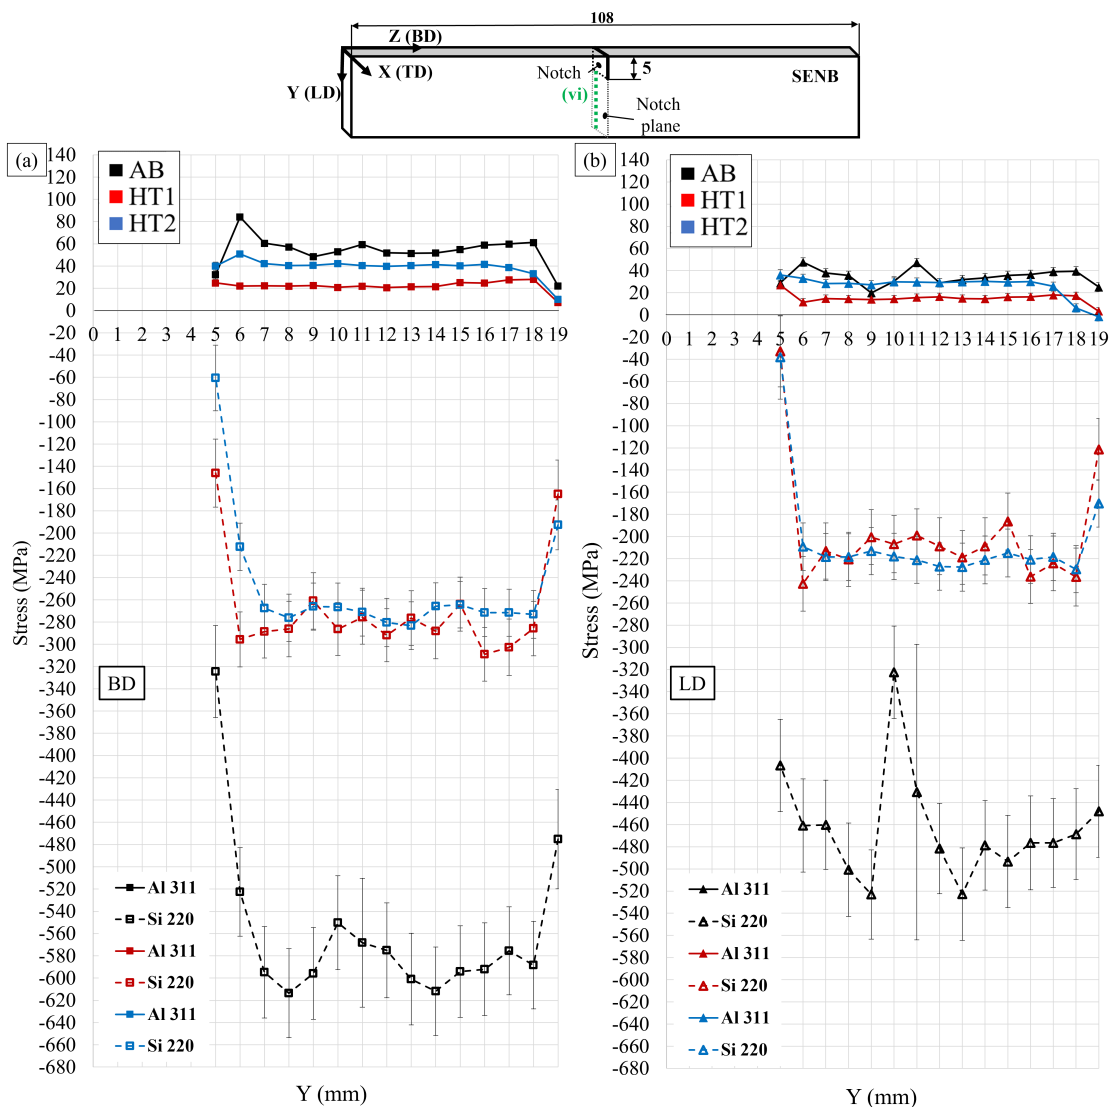 108
Z (BD)
X (TD)
Y (LD)
Notch
5
SENB
(vi)
Notch
plane
(a)
140
120
100
80
60
40
20
0
-20
-40
-60
-80
-100
-120
-140
-160
-180
-200
-220
-240
-260
-280
-300
-320
-340
-360
-380
-400
-420
-440
-460
-480
-500
-520
-540
-560
-580
-600
-620
-640
-660
-680
AB
HT1
HT2
0 1 2 3 4 5 6 7 8 9 10 11 12 13 14 15 16 17 18 19
Stress (MPa)
BD
Al 311
Si 220
Al 311
Si 220
Al 311
Si 220
Y (mm)
(b)
140
120
100
80
60
40
20
0
-20
-40
-60
-80
-100
-120
-140
-160
-180
-200
-220
-240
-260
-280
-300
-320
-340
-360
-380
-400
-420
-440
-460
-480
-500
-520
-540
-560
-580
-600
-620
-640
-660
-680
AB
HT1
HT2
0 1 2 3 4 5 6 7 8 9 10 11 12 13 14 15 16 17 18 19
Stress (MPa)
LD
Al 311
Si 220
Al 311
Si 220
Al 311
Si 220
Y (mm)